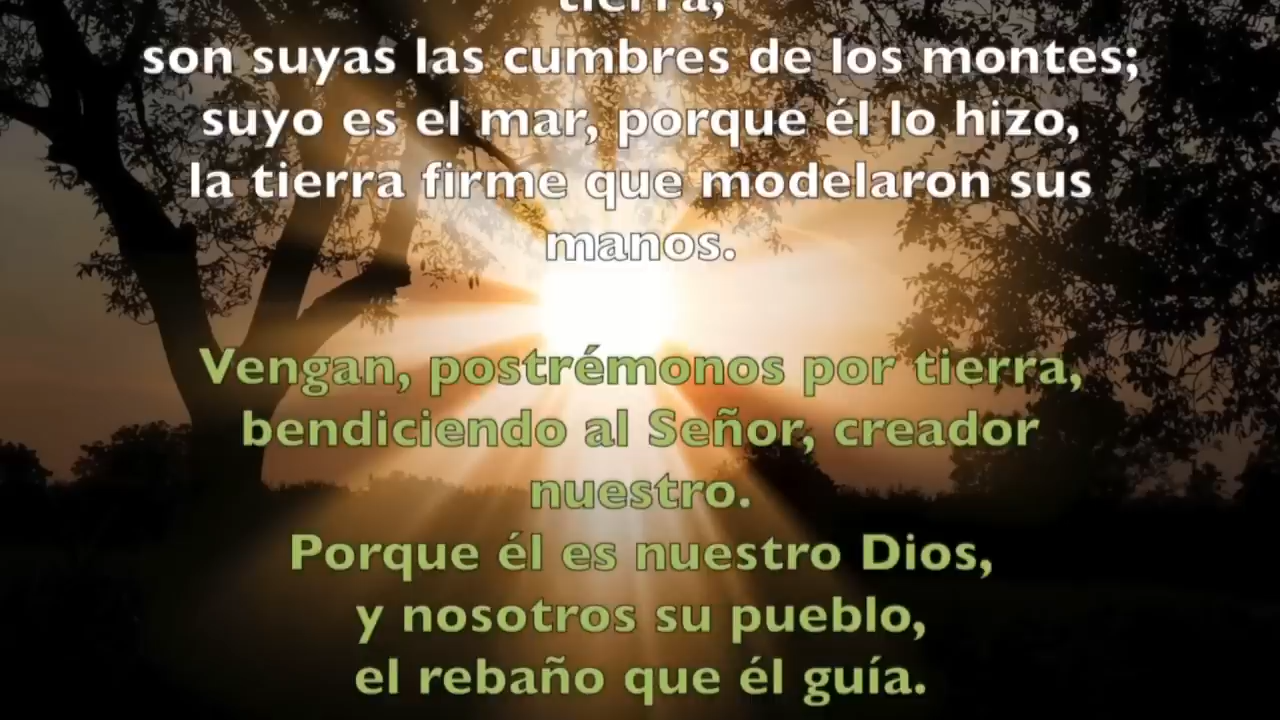 tierra,
son suyas las cumbres de los montes;
suyo es el mar, porque él lo hizo,
la tierra firme que modelaron sus
manos.
Vengan, postrémonos por tierra,
bendiciendo al Señor, creador
nuestro.
Porque él es nuestro Dios,
y nosotros su pueblo,
el rebaño que él guía.